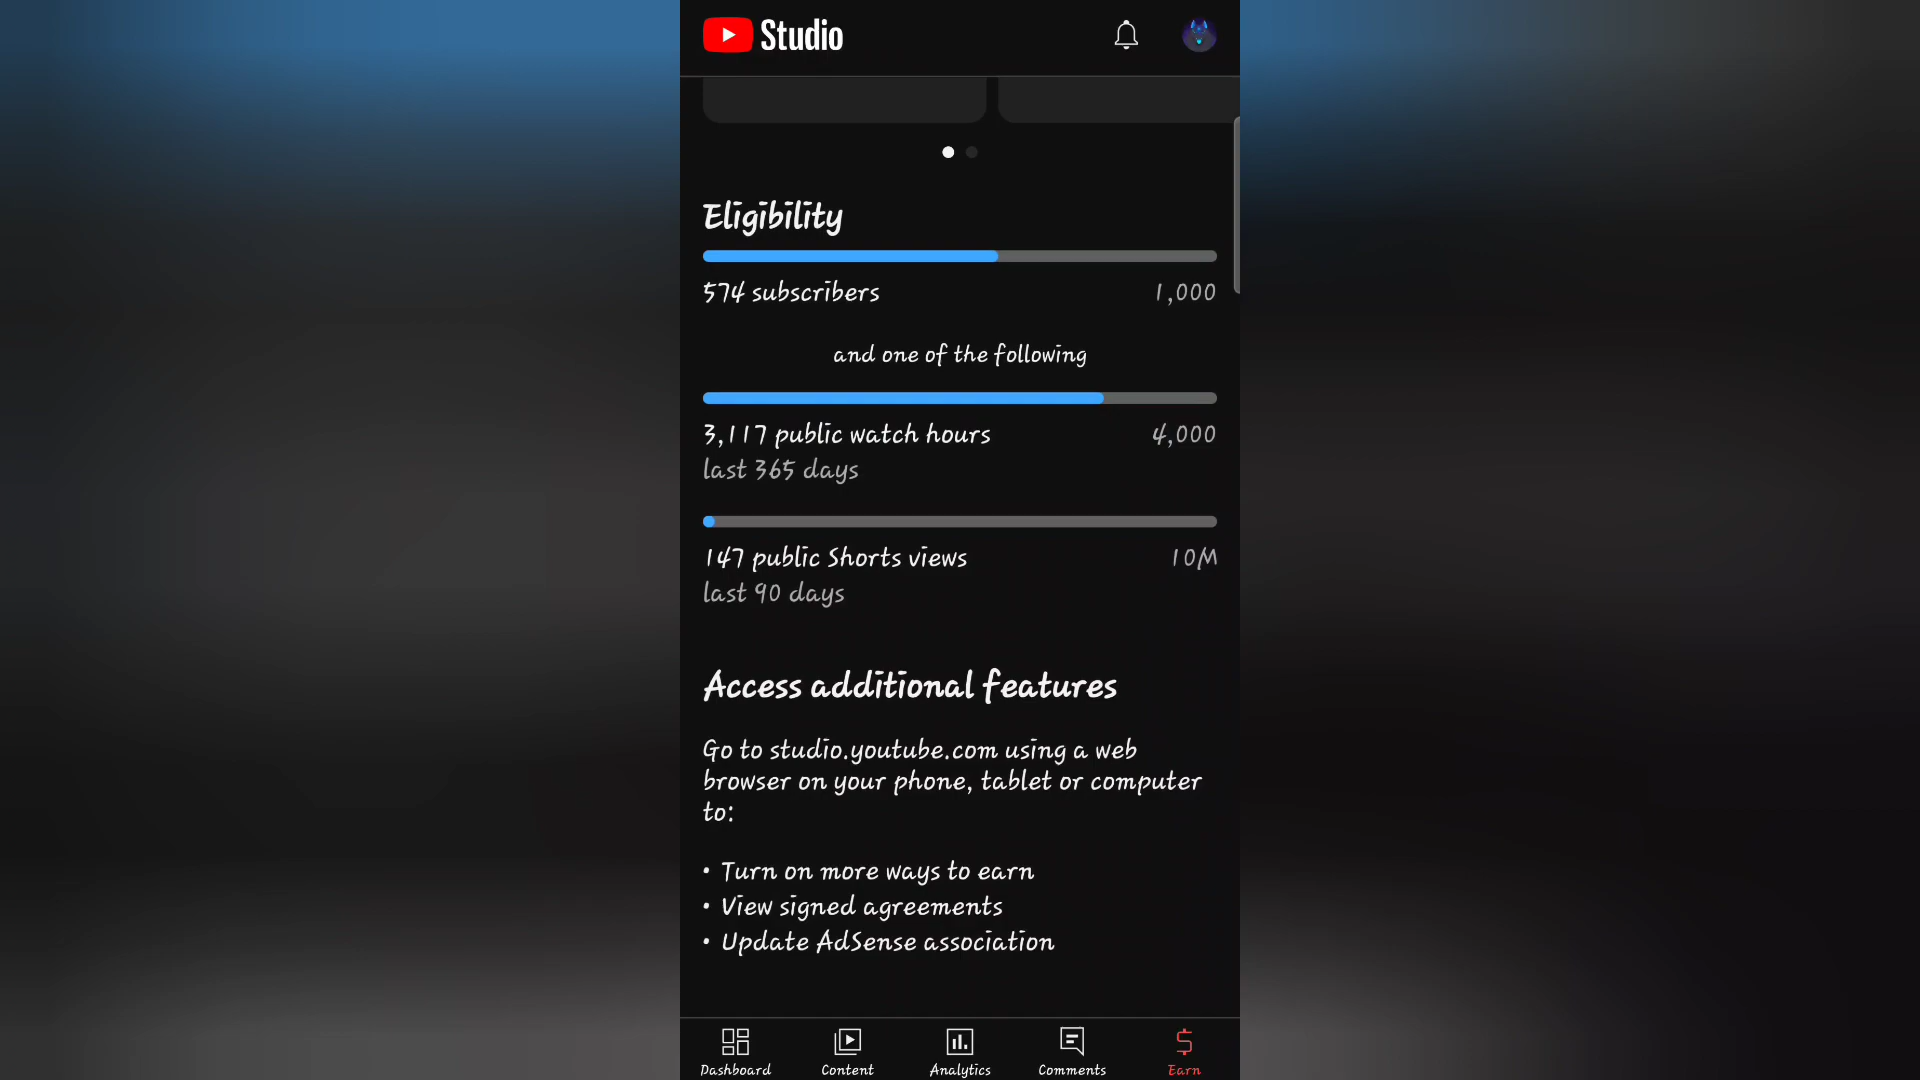 Studio
Eligibility
574 subscribers 1,000
and one of the following
3,117 public watch hours 4,000
last 365 days
147 public Shorts views 10M
last 90 days
Access additional features
Go to studio.youtube.com using a web
browser on your phone, tablet or computer
to:
• Turn on more ways to earn
• View signed agreements
• Update AdSense association
Dashboard Content Analytics Comments Earn